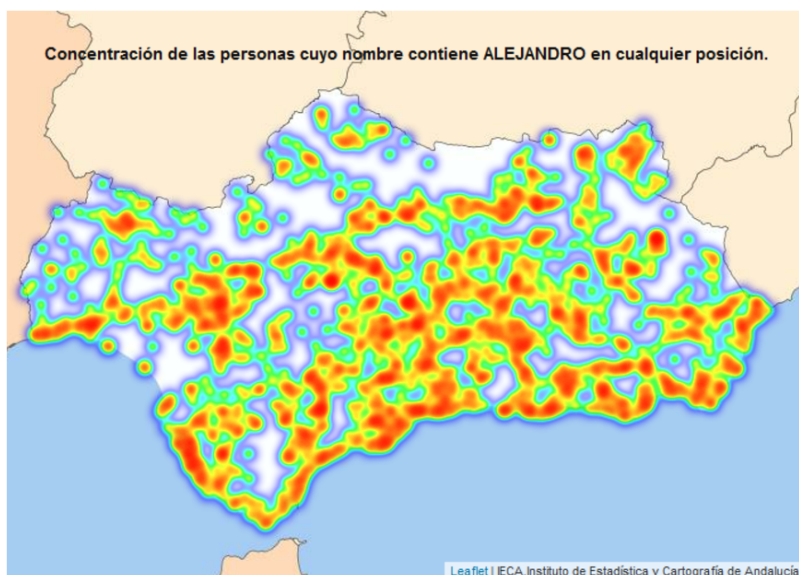 Concentración de las personas cuyo nombre contiene ALEJANDRO en cualquier posición.
Leaflet | IECA Instituto de Estadística y Cartografía de Andalucía